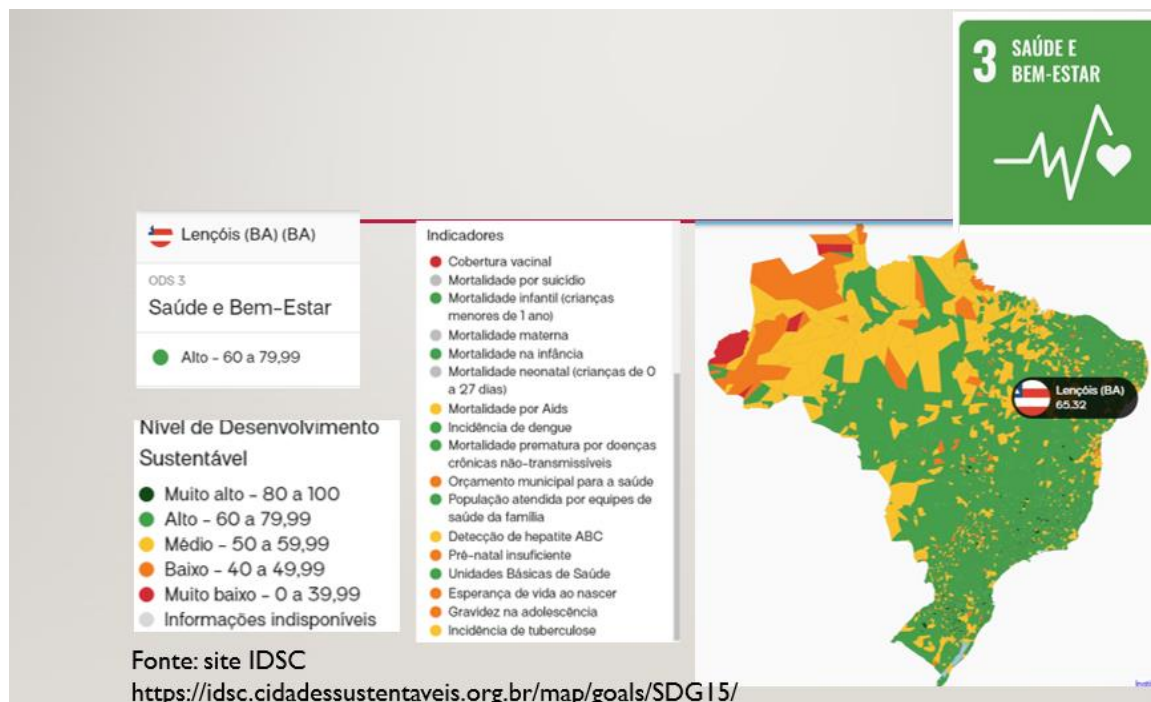 3 SAÚDE E
BEM-ESTAR
Lençóis (BA) (BA)
ODS 3
Saúde e Bem-Estar
Alto - 60 a 79,99
Nível de Desenvolvimento
Sustentável
Muito alto - 80 a 100
Alto - 60 a 79,99
Médio - 50 a 59,99
Baixo - 40 a 49,99
Muito baixo - 0 a 39,99
Informações indisponíveis
Indicadores
Cobertura vacinal
Mortalidade por suicídio
Mortalidade infantil (crianças
menores de 1 ano)
Mortalidade materna
Mortalidade na infância
Mortalidade neonatal (crianças de 0
a 27 dias)
Mortalidade por Aids
Incidência de dengue
Mortalidade prematura por doenças
crônicas não-transmissíveis
Orçamento municipal para a saúde
População atendida por equipes de
saúde da família
Detecção de hepatite ABC
Pré-natal insuficiente
Unidades Básicas de Saúde
Esperança de vida ao nascer
Gravidez na adolescência
Incidência de tuberculose
Lençóis (BA)
65.32
Fonte: site IDSC
https://idsc.cidadessustentaveis.org.br/map/goals/SDG15/